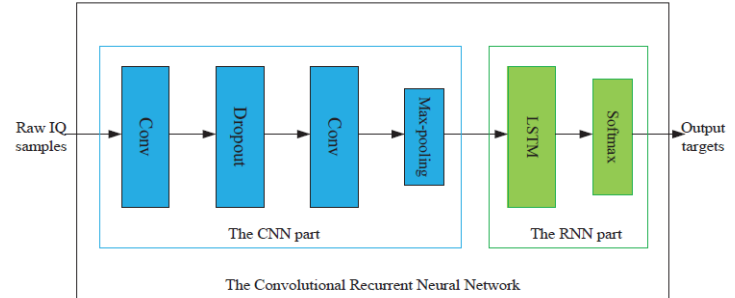 Raw IQ
samples
Conv
Dropout
Conv
Max-pooling
LSTM
Softmax
Output
targets
The CNN part
The RNN part
The Convolutional Recurrent Neural Network